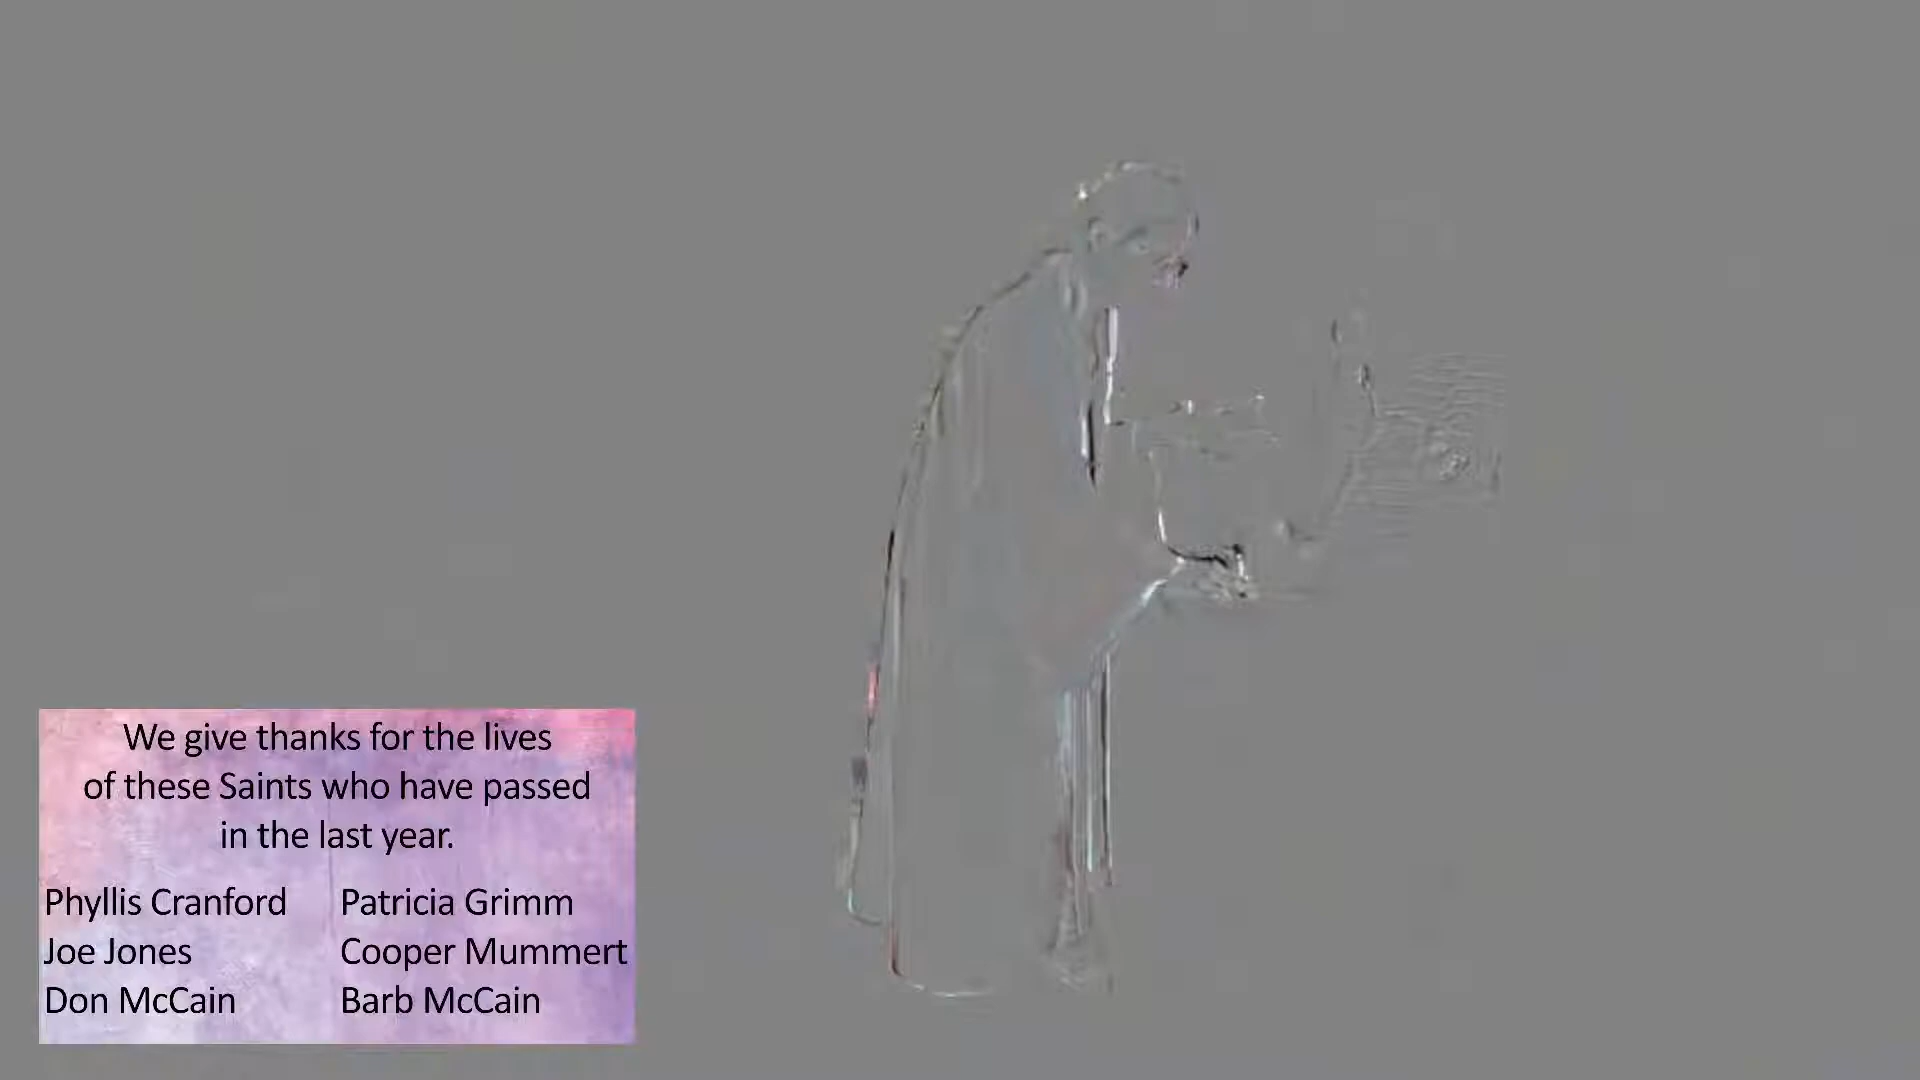 We give thanks for the lives
of these Saints who have passed
in the last year.
Phyllis Cranford Patricia Grimm
Joe Jones Cooper Mummert
Don McCain Barb McCain